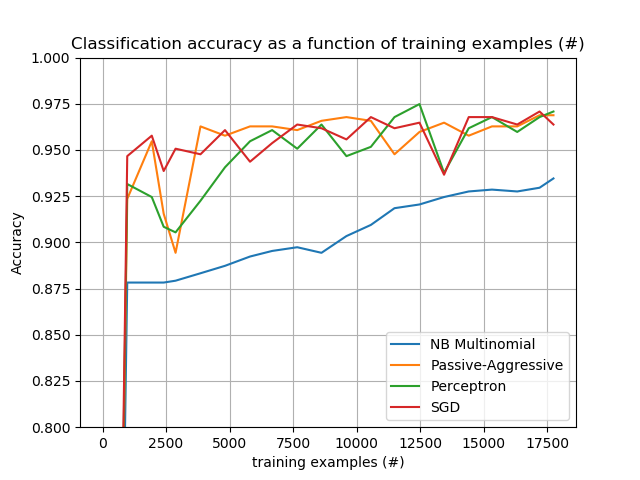 Classification accuracy as a function of training examples (#)
1.000
0.975
0.950
0.925
0.900
0.875
0.850
0.825
0.800
Accuracy
NB Multinomial
Passive-Aggressive
Perceptron
SGD
0 2500 5000 7500 10000 12500 15000 17500
training examples (#)